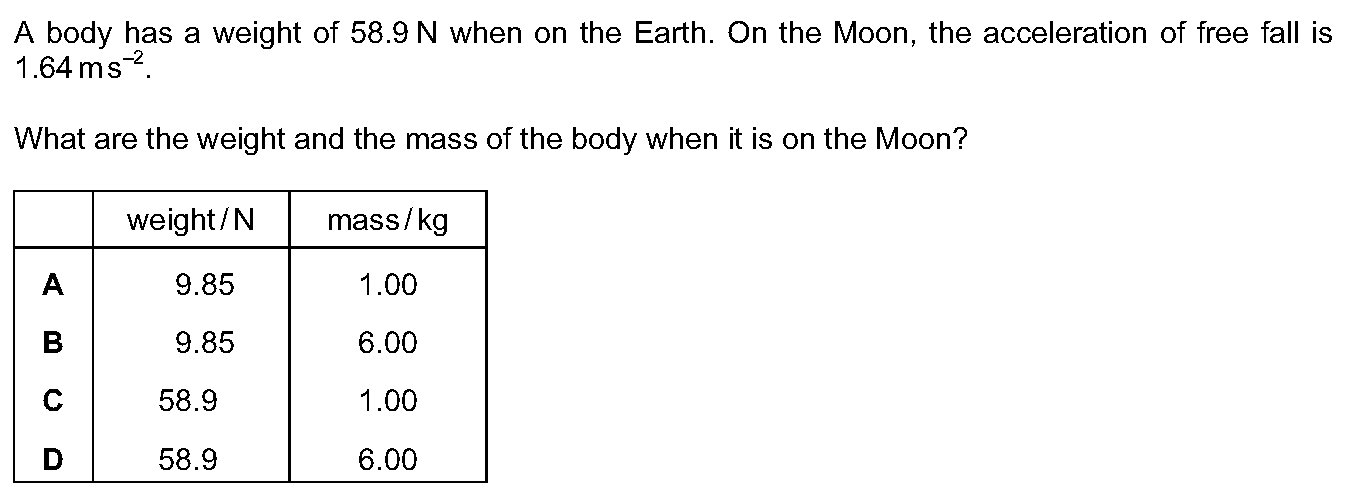 A body has a weight of 58.9 N when on the Earth. On the Moon, the acceleration of free fall is
1.64 m s⁻².
What are the weight and the mass of the body when it is on the Moon?
weight / N mass / kg
A 9.85 1.00
B 9.85 6.00
C 58.9 1.00
D 58.9 6.00